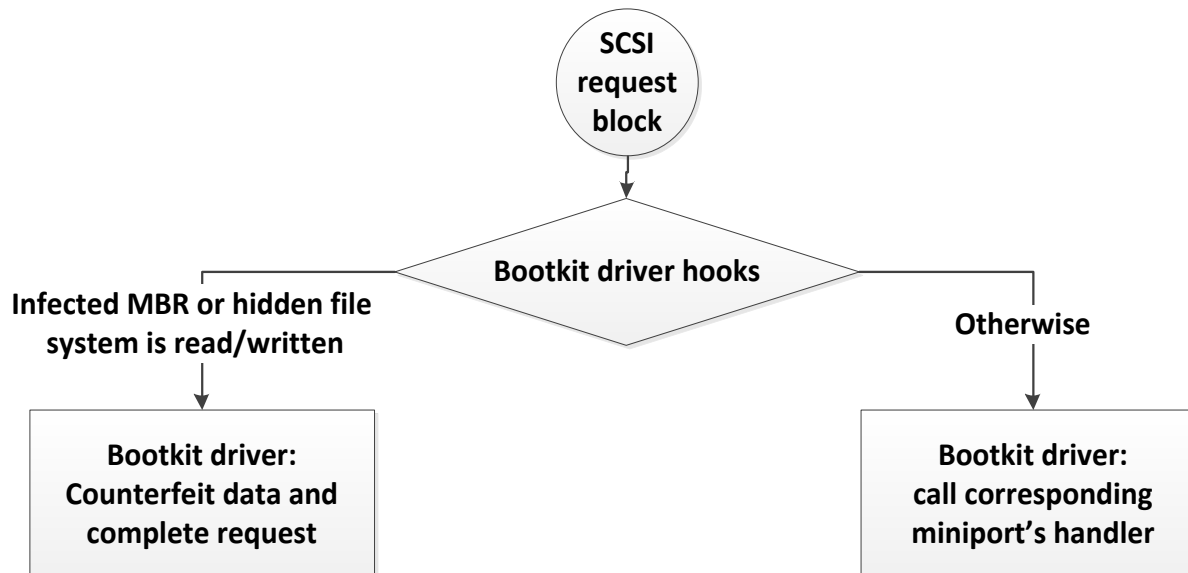 SCSI
request
block
Bootkit driver hooks
Infected MBR or hidden file
system is read/written
Otherwise
Bootkit driver:
Counterfeit data and
complete request
Bootkit driver:
call corresponding
miniport’s handler